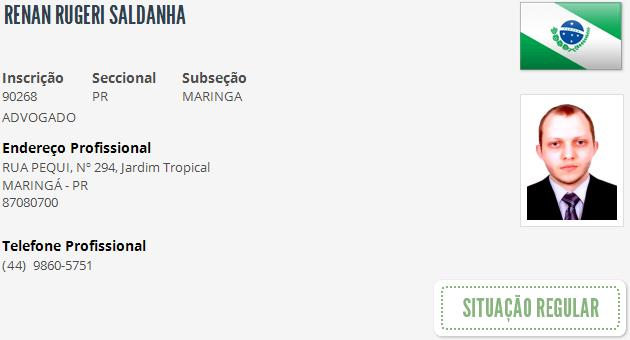 RENAN RUGERI SALDANHA
Inscrição Seccional Subseção
90268 PR MARINGA
ADVOGADO
Endereço Profissional
RUA PEQUI, Nº 294, Jardim Tropical
MARINGÁ - PR
87080700
Telefone Profissional
(44) 9860-5751
SITUAÇÃO REGULAR